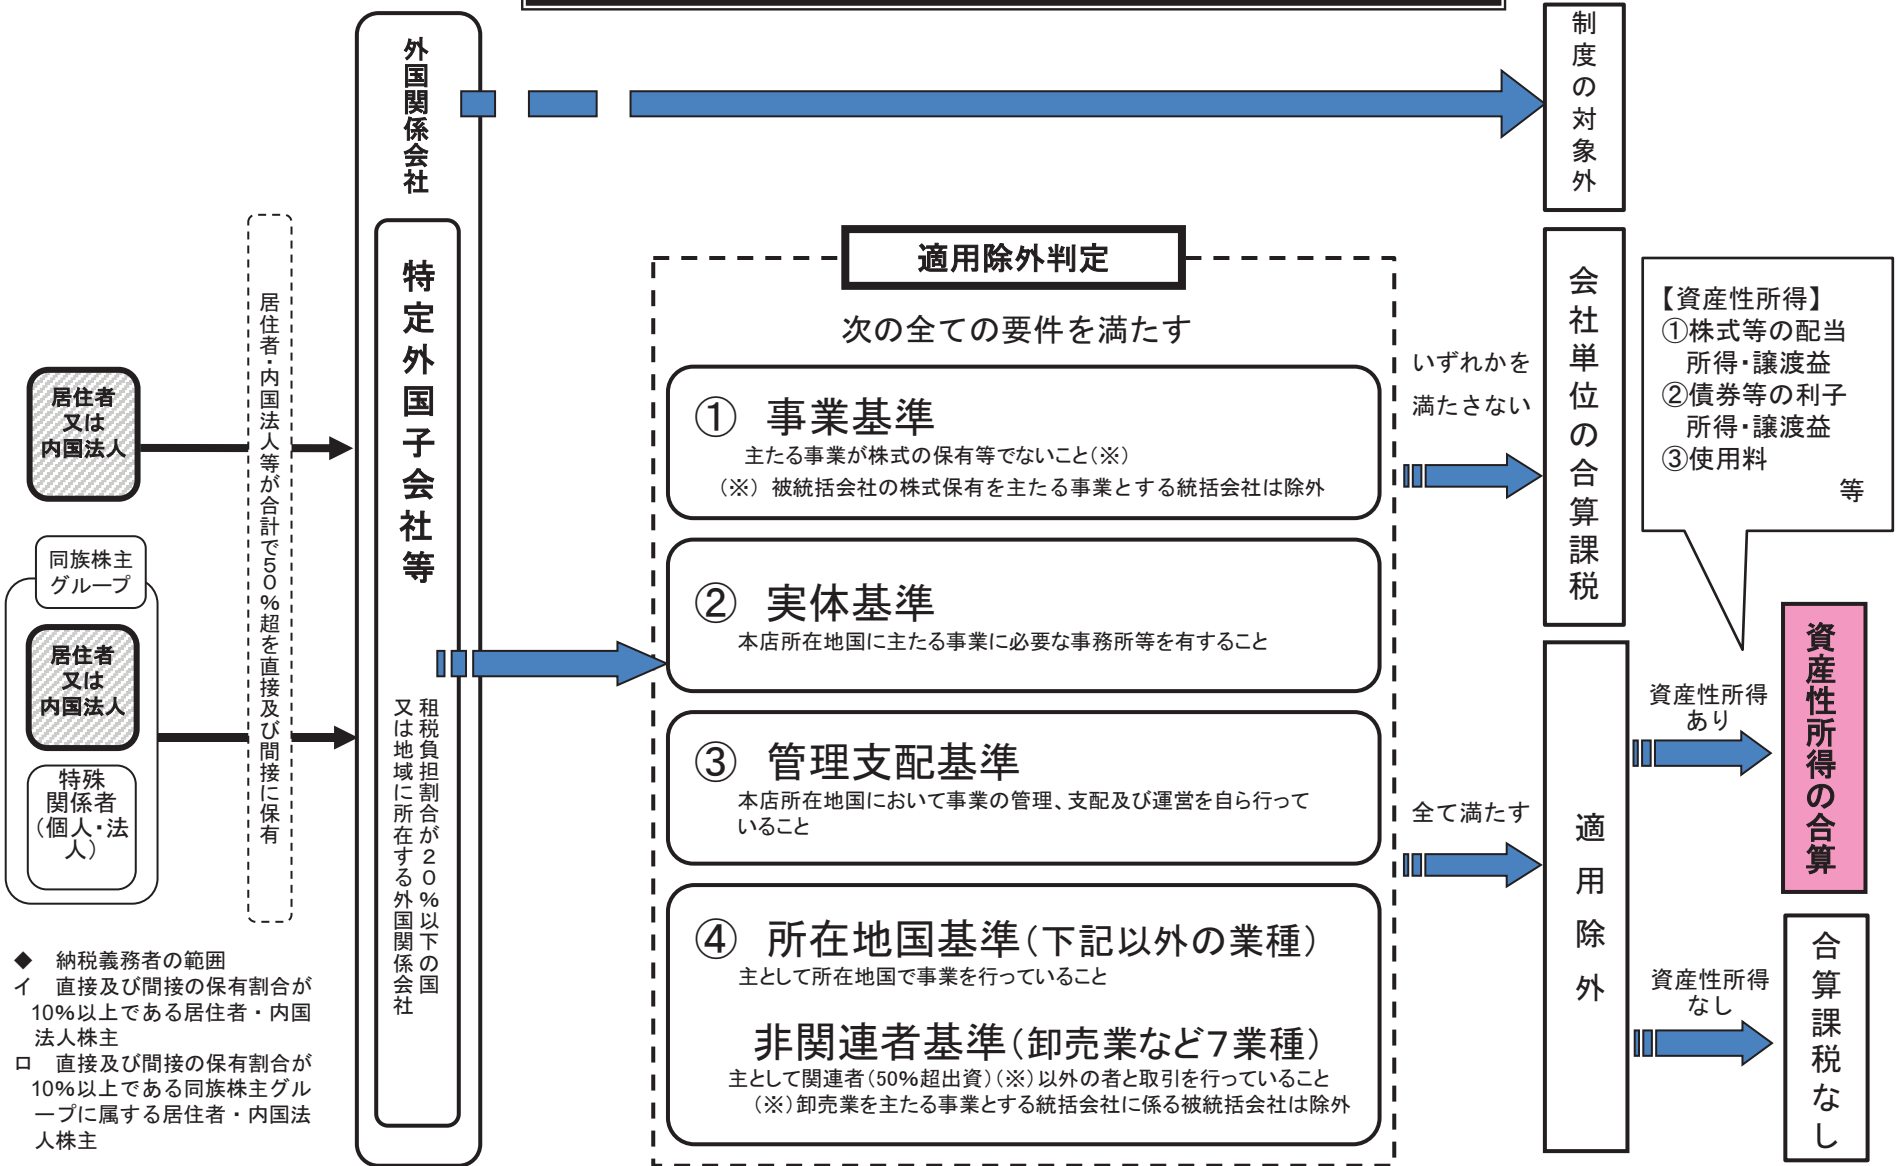 外国関係会社
制度の対象外
特定外国子会社等
租税負担割合が20%以下の国
又は地域に所在する外国関係会社
居住者・内国法人等が合計で50%超を直接及び間接に保有
居住者
又は
内国法人
同族株主
グループ
居住者
又は
内国法人
特殊
関係者
(個人・法
人)
◆ 納税義務者の範囲
イ 直接及び間接の保有割合が
10%以上である居住者・内国
法人株主
ロ 直接及び間接の保有割合が
10%以上である同族株主グル
ープに属する居住者・内国法
人株主
適用除外判定
次の全ての要件を満たす
① 事業基準
主たる事業が株式の保有等でないこと(※)
(※) 被統括会社の株式保有を主たる事業とする統括会社は除外
② 実体基準
本店所在地国に主たる事業に必要な事務所等を有すること
③ 管理支配基準
本店所在地国において事業の管理、支配及び運営を自ら行って
いること
④ 所在地国基準(下記以外の業種)
主として所在地国で事業を行っていること
非関連者基準(卸売業など7業種)
主として関連者(50%超出資)(※)以外の者と取引を行っていること
(※)卸売業を主たる事業とする統括会社に係る被統括会社は除外
いずれかを
満たさない
会社単位の合算課税
全て満たす
適用除外
【資産性所得】
①株式等の配当
所得・譲渡益
②債券等の利子
所得・譲渡益
③使用料
等
資産性所得
あり
資産性所得の合算
資産性所得
なし
合算課税なし